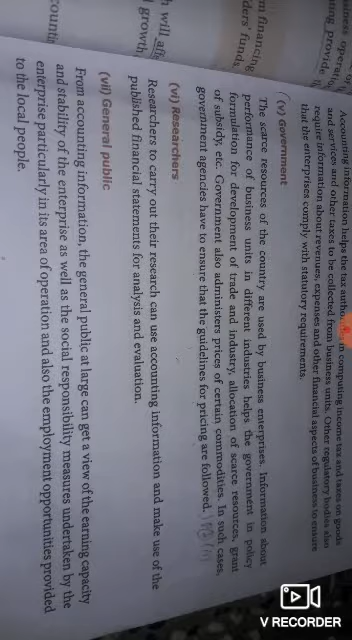 Accounting information helps the tax in computing income tax and taxes on goods
and services and other taxes to be collected from business units. Other regulatory bodies also
require information about revenues, expenses and other financial aspects of business to ensure
that the enterprises comply with statutory requirements.
(v) Government
The scarce resources of the country are used by business enterprises. Information about
performance of business units in different industries helps the government in policy
formulation for development of trade and industry, allocation of scarce resources, grant
of subsidy, etc. Government also administers prices of certain commodities. In such cases,
government agencies have to ensure that the guidelines for pricing are followed.
(vi) Researchers
Researchers to carry out their research can use accounting information and make use of the
published financial statements for analysis and evaluation.
(vii) General public
From accounting information, the general public at large can get a view of the earning capacity
and stability of the enterprise as well as the social responsibility measures undertaken by the
enterprise particularly in its area of operation and also the employment opportunities provided
to the local people.
provide
financing
funds,
h will
growth
V RECORDER